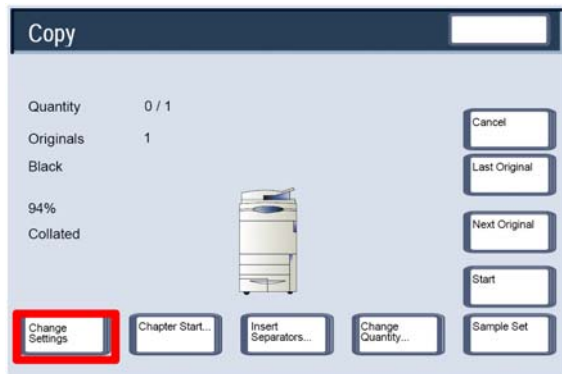 Copy
Quantity 0 / 1
Originals 1
Black
94%
Collated
Cancel
Last Original
Next Original
Start
Change
Settings
Chapter Start...
Insert
Separators...
Change
Quantity...
Sample Set